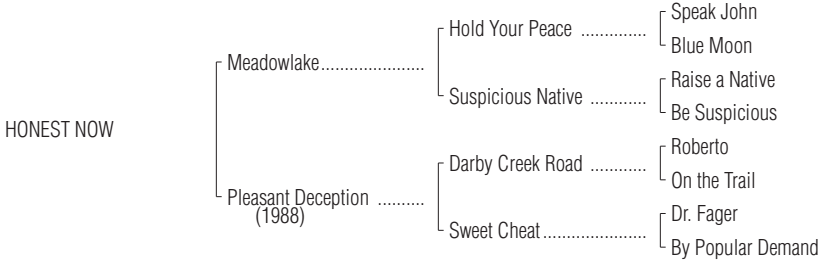 Speak John
Hold Your Peace ..............
Blue Moon
Meadowlake......................
Raise a Native
Suspicious Native ............
Be Suspicious
HONEST NOW
Roberto
Darby Creek Road ............
On the Trail
Pleasant Deception ..........
(1988)
Dr. Fager
Sweet Cheat......................
By Popular Demand